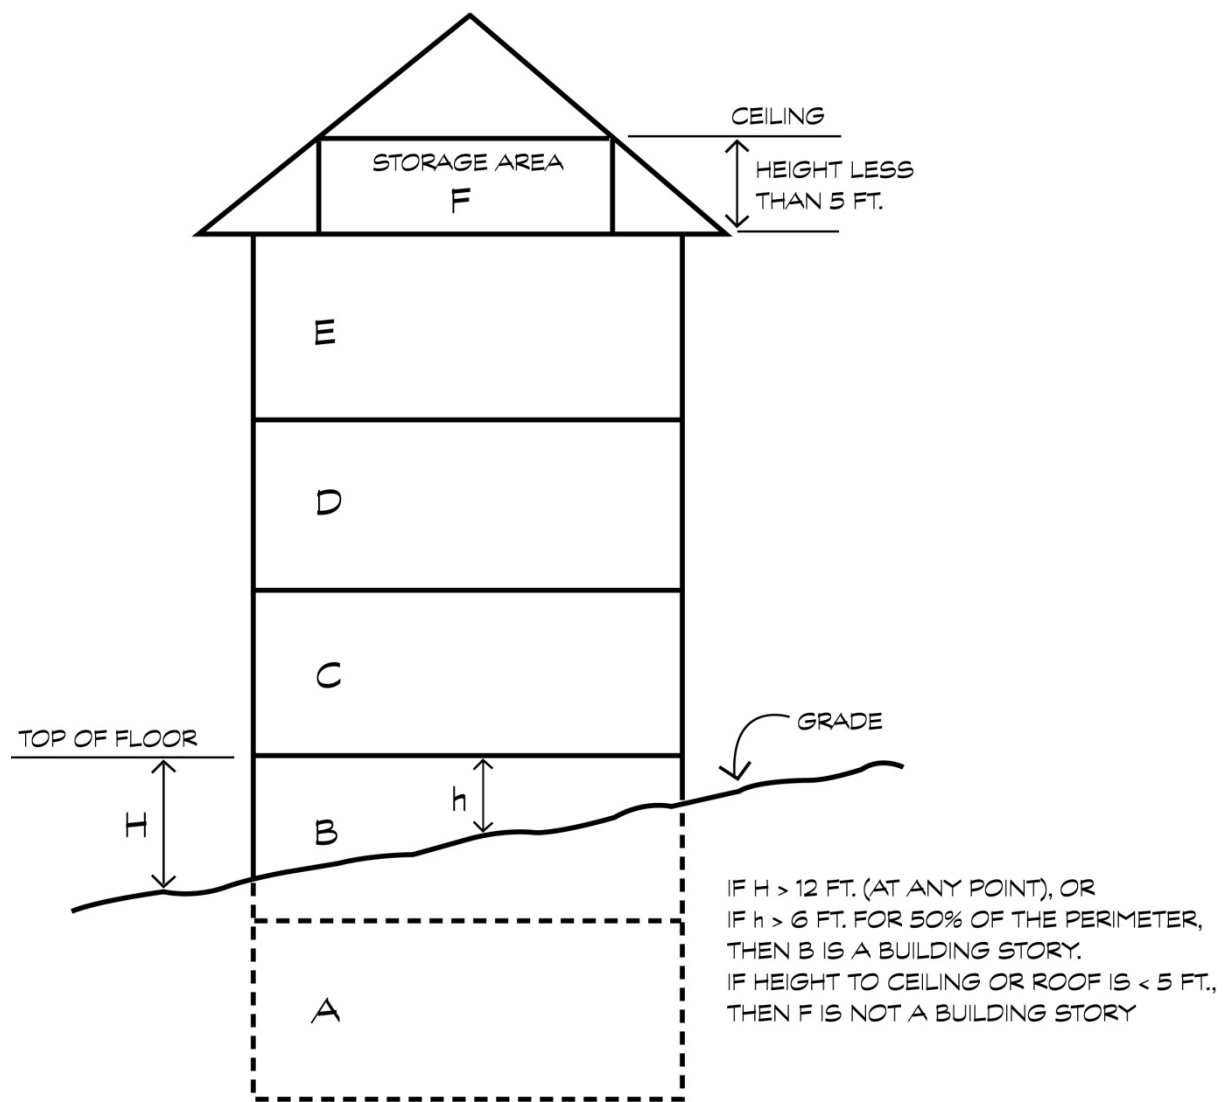 CEILING
STORAGE AREA
F
HEIGHT LESS
THAN 5 FT.
E
D
C
TOP OF FLOOR
GRADE
H
h
B
IF H > 12 FT. (AT ANY POINT), OR
IF h > 6 FT. FOR 50% OF THE PERIMETER,
THEN B IS A BUILDING STORY.
IF HEIGHT TO CEILING OR ROOF IS < 5 FT.,
THEN F IS NOT A BUILDING STORY
A